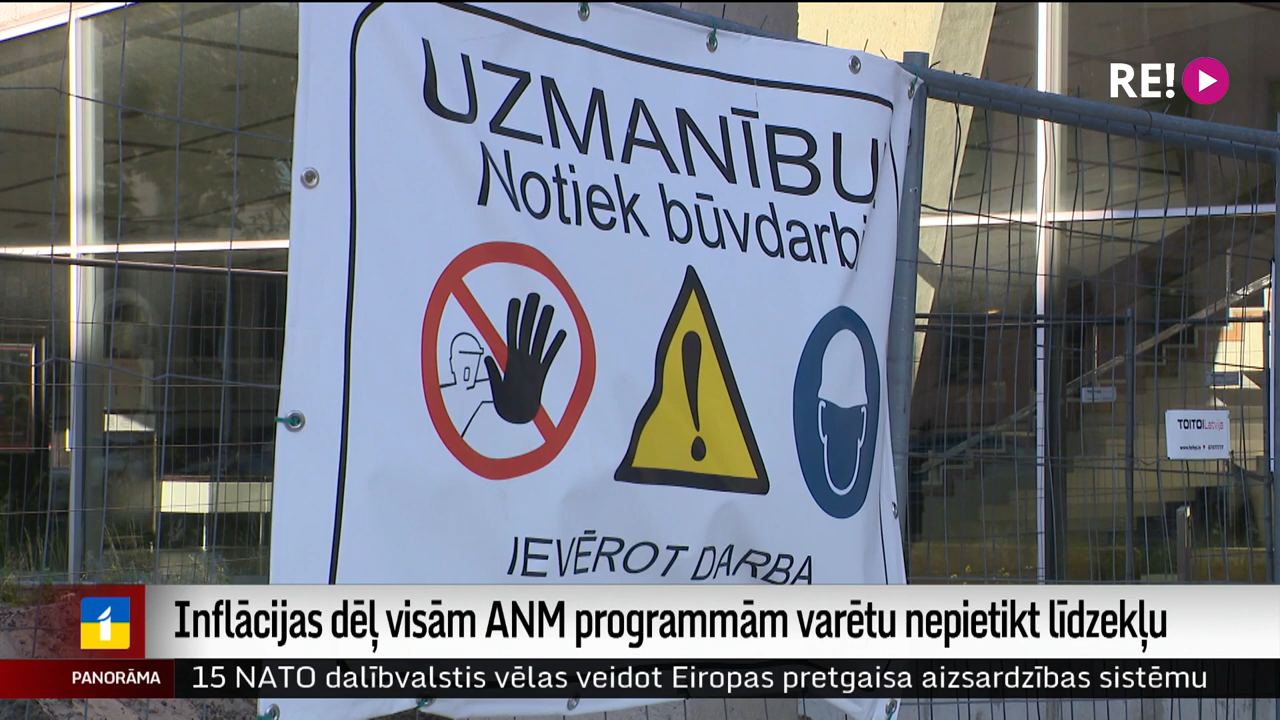 RE!
UZMANĪBU
Notiek būvdarbi
TOITOI Latvija
IEVĒROT DARBA
1
Inflācijas dēļ visām ANM programmām varētu nepietikt līdzekļu
PANORĀMA
15 NATO dalībvalstis vēlas veidot Eiropas pretgaisa aizsardzības sistēmu